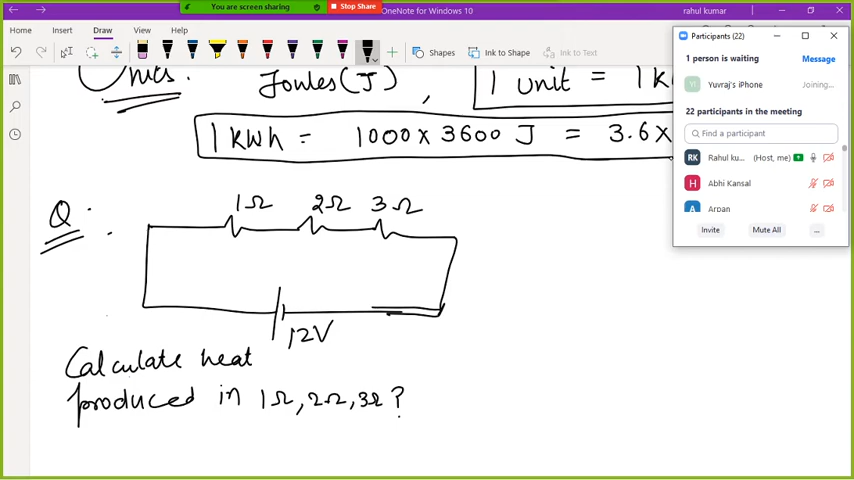 You are screen sharing
Stop Share
OneNote for Windows 10
rahul kumar
Home Insert Draw View Help
Shapes
Ink to Shape
Ink to Text
Units.
Joules (J), 1 unit = 1 k
1 kWh = 1000 x 3600 J = 3.6 x
Q:
1Ω 2Ω 3Ω
12V
Calculate heat
produced in 1Ω, 2Ω, 3Ω ?
Participants (22)
1 person is waiting Message
YI Yuvraj's iPhone Joining...
22 participants in the meeting
Find a participant
RK Rahul ku... (Host, me)
H Abhi Kansal
A Arpan
Invite Mute All ...